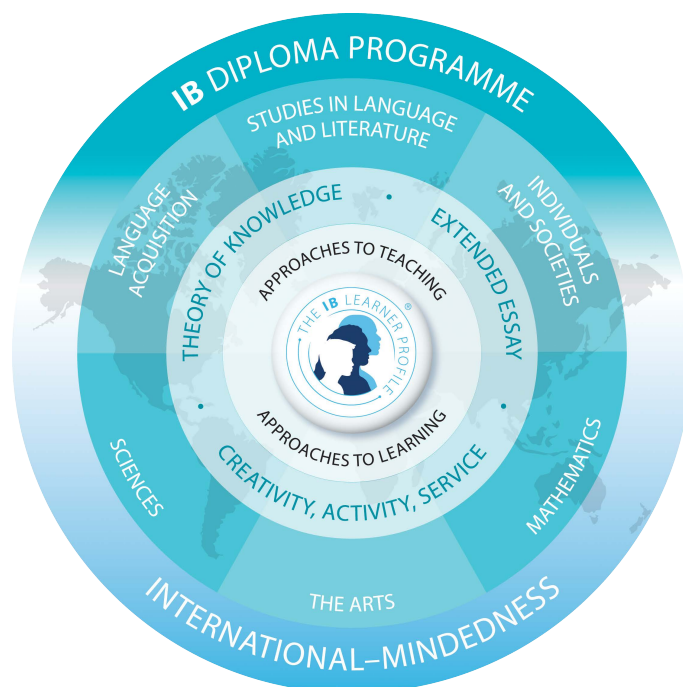 IB DIPLOMA PROGRAMME
STUDIES IN LANGUAGE
AND LITERATURE
LANGUAGE
ACQUISITION
INDIVIDUALS
AND SOCIETIES
THEORY OF KNOWLEDGE
EXTENDED ESSAY
APPROACHES TO TEACHING
THE IB LEARNER PROFILE ®
APPROACHES TO LEARNING
CREATIVITY, ACTIVITY, SERVICE
SCIENCES
MATHEMATICS
THE ARTS
INTERNATIONAL–MINDEDNESS